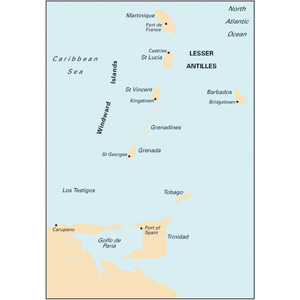 North
Atlantic
Ocean
Martinique
Fort de
France
Caribbean
Sea
Castries
St Lucia
LESSER
ANTILLES
Windward Islands
St Vincent
Kingstown
Barbados
Bridgetown
Grenadines
St Georges
Grenada
Los Testigos
Tobago
Carupano
Port of
Spain
Golfo de
Paria
Trinidad